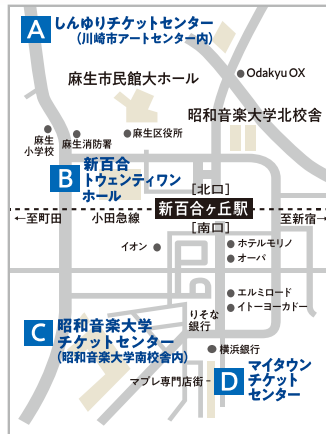 A しんゆりチケットセンター
（川崎市アートセンター内）
麻生市民館大ホール
Odakyu OX
昭和音楽大学北校舎
麻生
小学校
麻生消防署
麻生区役所
B 新百合
トウェンティワン
ホール
［北口］
←至町田
小田急線
新百合ヶ丘駅
至新宿→
［南口］
イオン
ホテルモリノ
オーパ
エルミロード
イトーヨーカドー
りそな
銀行
C 昭和音楽大学
チケットセンター
（昭和音楽大学南校舎内）
横浜銀行
マプレ専門店街
D マイタウン
チケット
センター